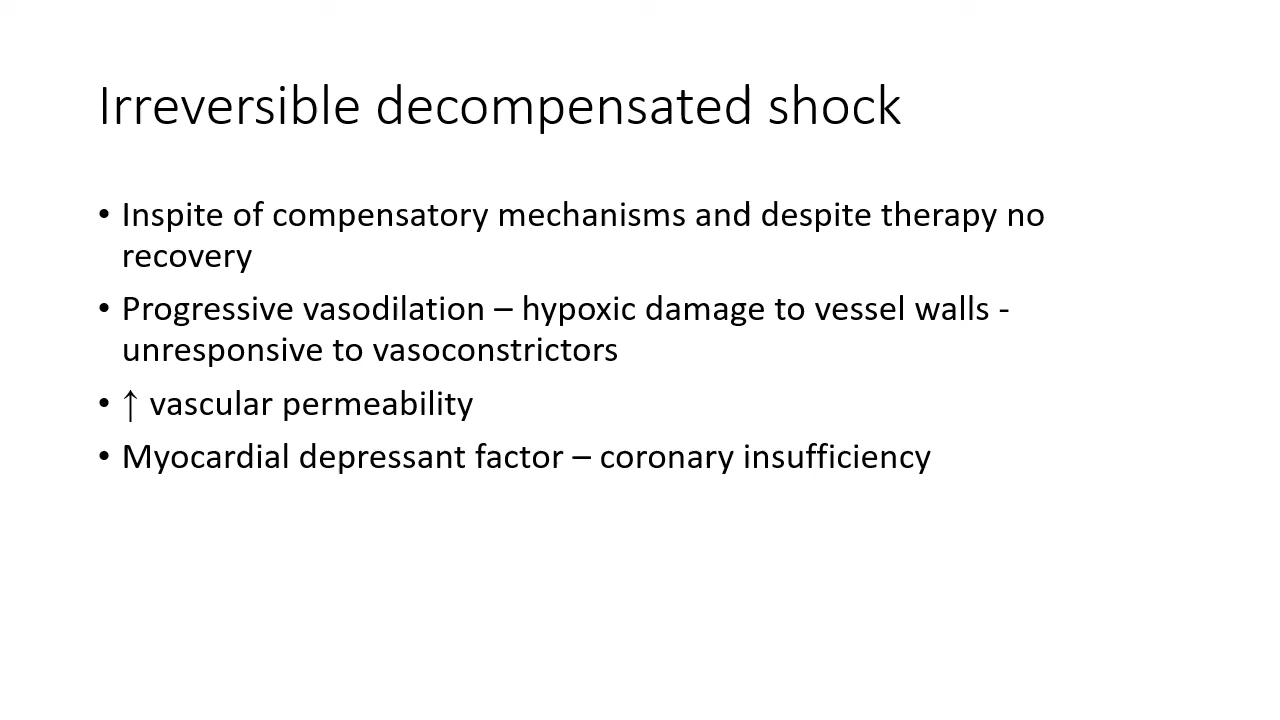 Irreversible decompensated shock
• Inspite of compensatory mechanisms and despite therapy no
recovery
• Progressive vasodilation – hypoxic damage to vessel walls -
unresponsive to vasoconstrictors
• ↑ vascular permeability
• Myocardial depressant factor – coronary insufficiency